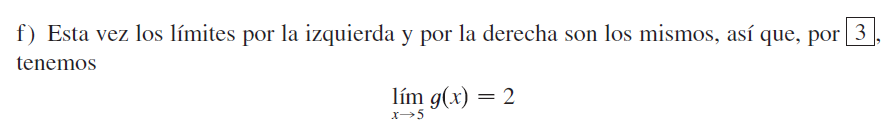 f) Esta vez los límites por la izquierda y por la derecha son los mismos, así que, por 3,
tenemos
lím g(x) = 2
x→5